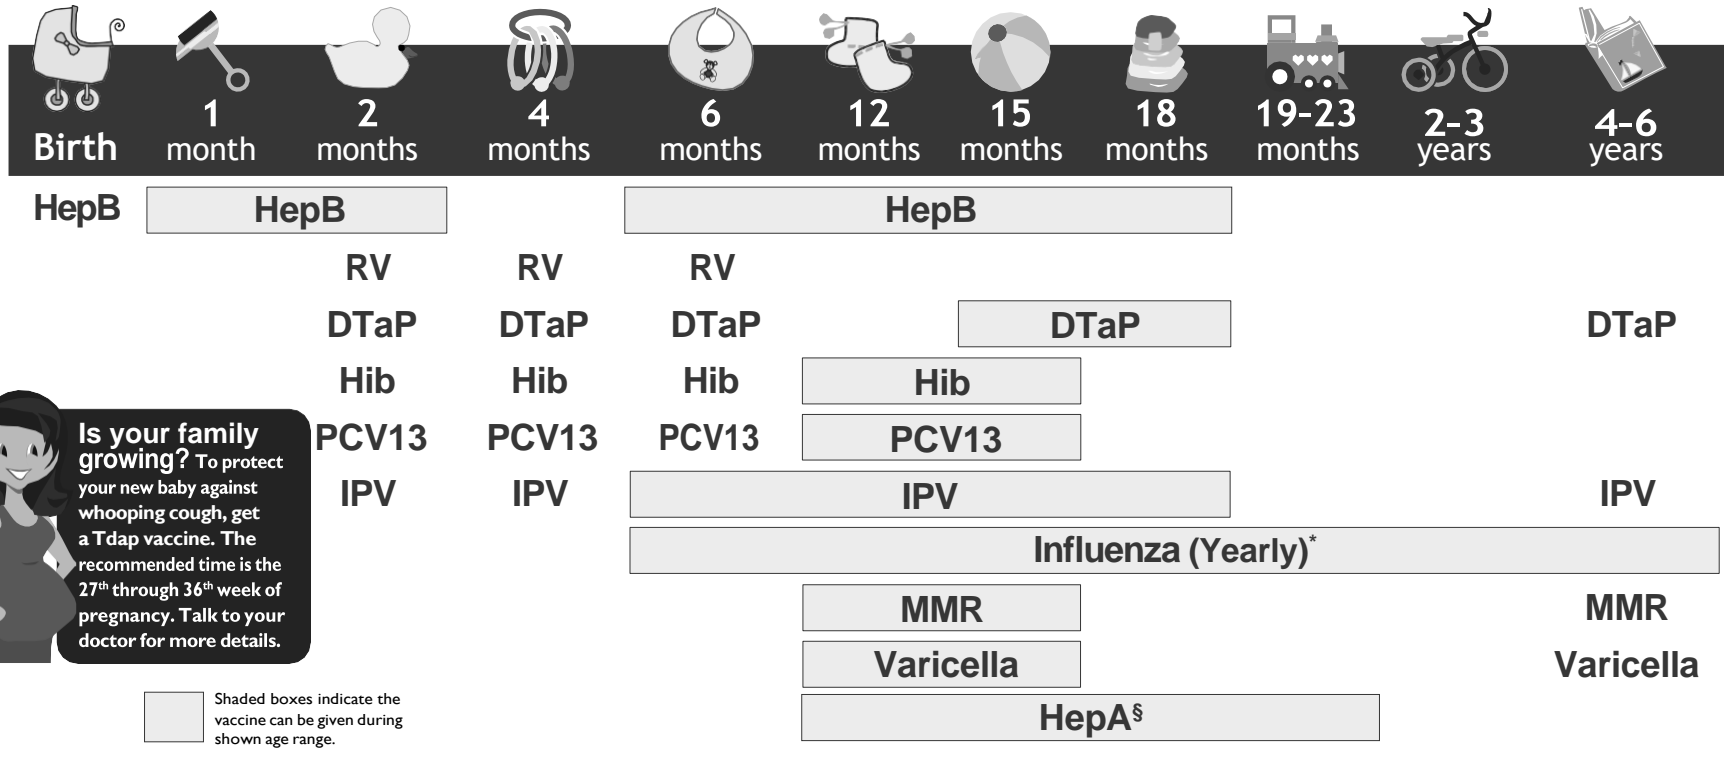 Birth
1 month
2 months
4 months
6 months
12 months
15 months
18 months
19-23 months
2-3 years
4-6 years
HepB HepB HepB
RV RV RV
DTaP DTaP DTaP DTaP DTaP
Hib Hib Hib Hib
PCV13 PCV13 PCV13 PCV13
IPV IPV IPV IPV
Influenza (Yearly)*
MMR MMR
Varicella Varicella
HepA§
Is your family
growing? To protect
your new baby against
whooping cough, get
a Tdap vaccine. The
recommended time is the
27th through 36th week of
pregnancy. Talk to your
doctor for more details.
Shaded boxes indicate the
vaccine can be given during
shown age range.